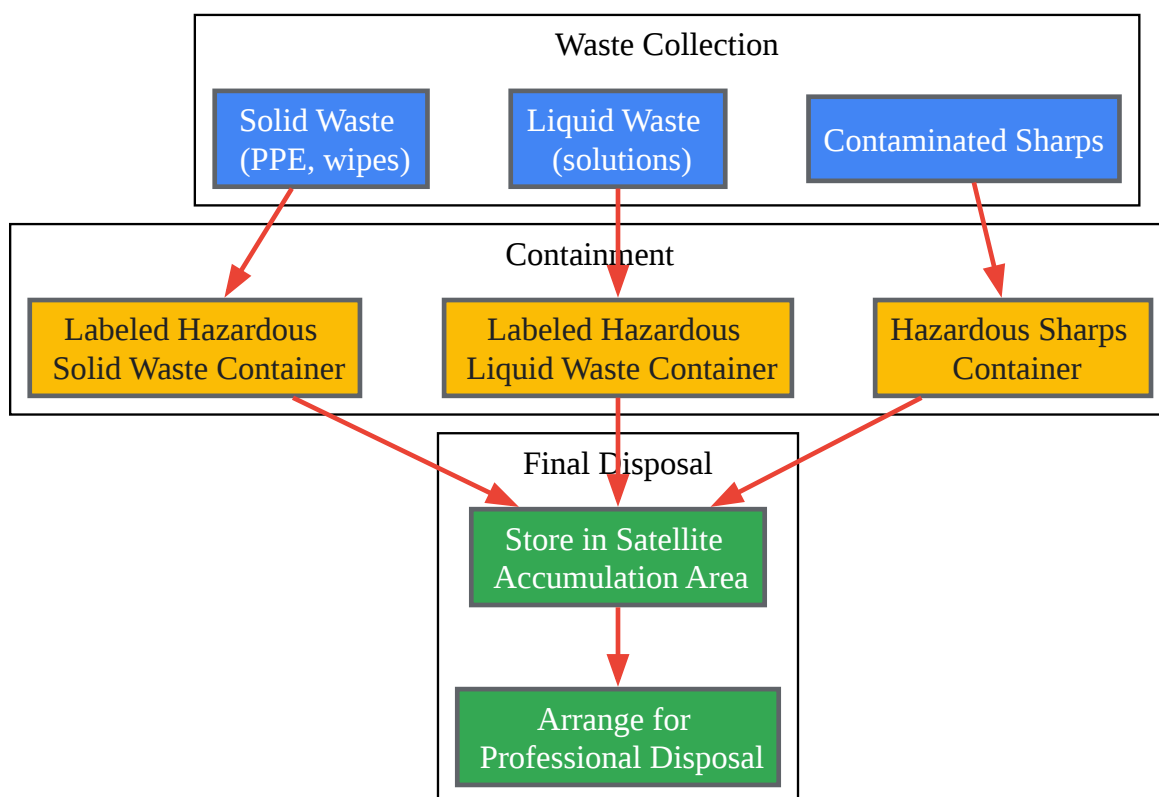 Waste Collection
Solid Waste
(PPE, wipes)
Liquid Waste
(solutions)
Contaminated Sharps
Containment
Labeled Hazardous
Solid Waste Container
Labeled Hazardous
Liquid Waste Container
Hazardous Sharps
Container
Final Disposal
Store in Satellite
Accumulation Area
Arrange for
Professional Disposal